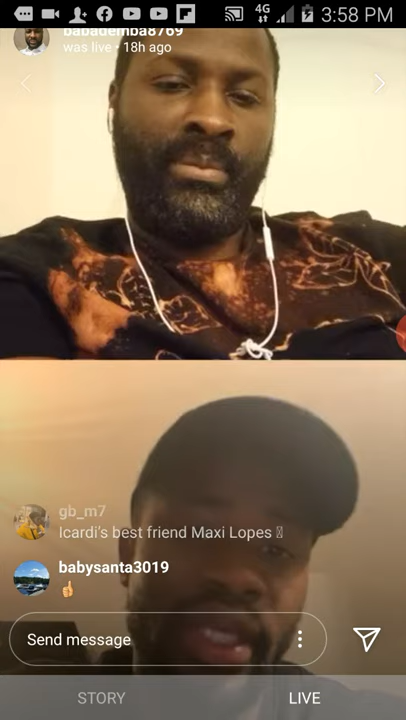 4G
3:58 PM
babademba8769
was live • 18h ago
gb_m7
Icardi's best friend Maxi Lopes
babysanta3019
Send message
STORY
LIVE